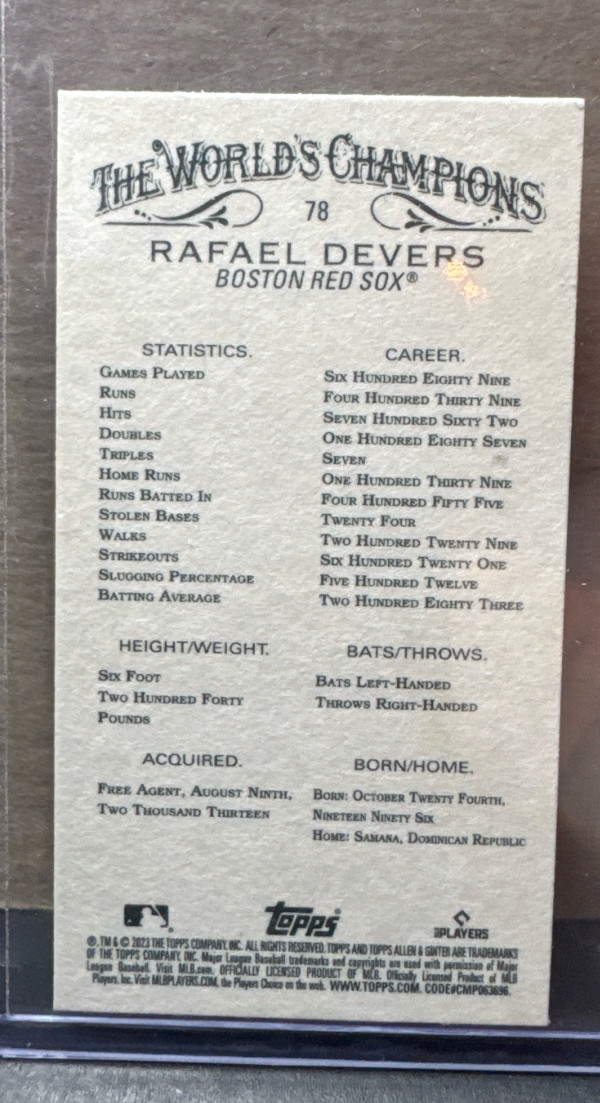 THE WORLD'S CHAMPIONS
78
RAFAEL DEVERS
BOSTON RED SOX®
STATISTICS.
GAMES PLAYED
RUNS
HITS
DOUBLES
TRIPLES
HOME RUNS
RUNS BATTED IN
STOLEN BASES
WALKS
STRIKEOUTS
SLUGGING PERCENTAGE
BATTING AVERAGE
CAREER.
SIX HUNDRED EIGHTY NINE
FOUR HUNDRED THIRTY NINE
SEVEN HUNDRED SIXTY TWO
ONE HUNDRED EIGHTY SEVEN
SEVEN
ONE HUNDRED THIRTY NINE
FOUR HUNDRED FIFTY FIVE
TWENTY FOUR
TWO HUNDRED TWENTY NINE
SIX HUNDRED TWENTY ONE
FIVE HUNDRED TWELVE
TWO HUNDRED EIGHTY THREE
HEIGHT/WEIGHT.
SIX FOOT
TWO HUNDRED FORTY
POUNDS
BATS/THROWS.
BATS LEFT-HANDED
THROWS RIGHT-HANDED
ACQUIRED.
FREE AGENT, AUGUST NINTH,
TWO THOUSAND THIRTEEN
BORN/HOME.
BORN: OCTOBER TWENTY FOURTH,
NINETEEN NINETY SIX
HOME: SAMANA, DOMINICAN REPUBLIC
Topps
PLAYERS
®, TM & © 2023 THE TOPPS COMPANY, INC. ALL RIGHTS RESERVED. TOPPS AND TOPPS ALLEN & GINTER ARE TRADEMARKS
OF THE TOPPS COMPANY, INC. Major League Baseball trademarks and copyrights are used with permission of Major
League Baseball. Visit MLB.com. OFFICIALLY LICENSED PRODUCT OF MLB. Officially Licensed Product of MLB
Players, Inc. Visit MLBPLAYERS.COM, the Players Choice on the web. WWW.TOPPS.COM. CODE#CMP063696.